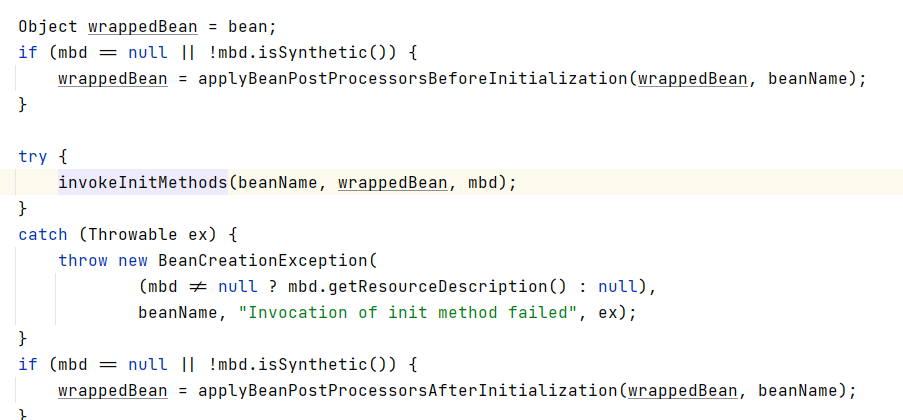 Object wrappedBean = bean;
if (mbd == null || !mbd.isSynthetic()) {
    wrappedBean = applyBeanPostProcessorsBeforeInitialization(wrappedBean, beanName);
}

try {
    invokeInitMethods(beanName, wrappedBean, mbd);
}
catch (Throwable ex) {
    throw new BeanCreationException(
            (mbd != null ? mbd.getResourceDescription() : null),
            beanName, "Invocation of init method failed", ex);
}
if (mbd == null || !mbd.isSynthetic()) {
    wrappedBean = applyBeanPostProcessorsAfterInitialization(wrappedBean, beanName);
}